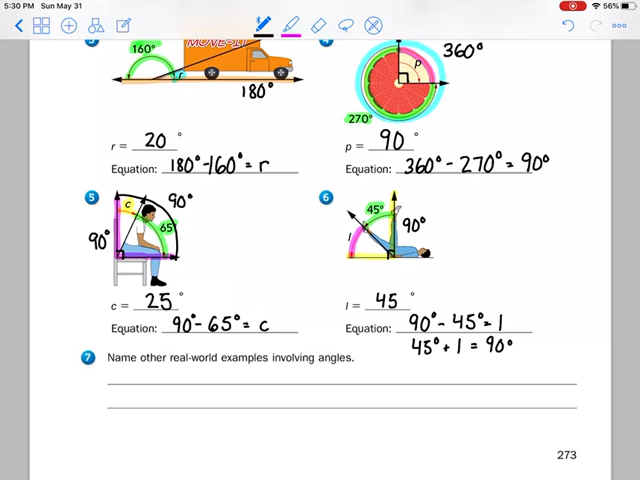 5:30 PM Sun May 31
56%
3
4
160°
MOVE-IT
r
180°
360°
p
270°
r = 20 °
p = 90 °
Equation: 180° - 160° = r
Equation: 360° - 270° = 90°
5
6
c
90°
65°
90°
45°
l
90°
c = 25 °
l = 45 °
Equation: 90° - 65° = c
Equation: 90° - 45° = l
45° + l = 90°
7 Name other real-world examples involving angles.
273